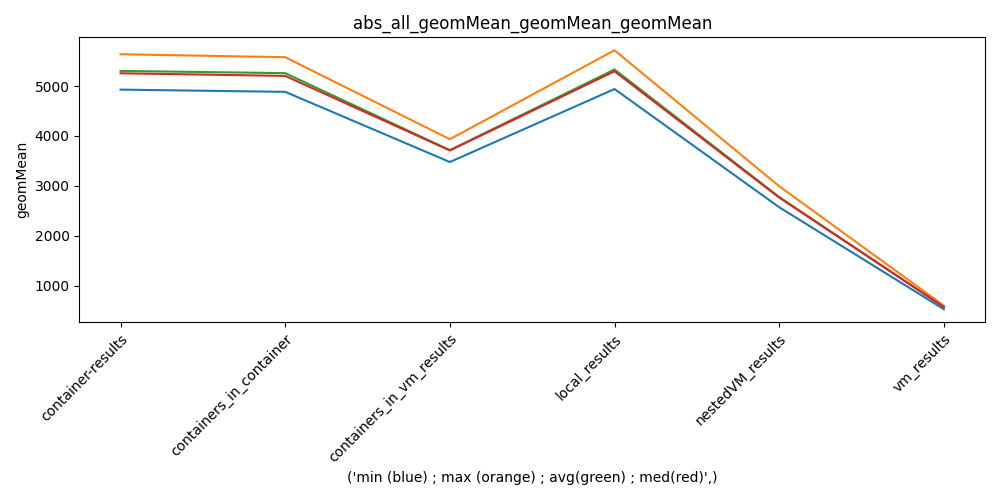 abs_all_geomMean_geomMean_geomMean
5000
4000
3000
2000
1000
geomMean
container-results
containers_in_container
containers_in_vm_results
local_results
nestedVM_results
vm_results
('min (blue) ; max (orange) ; avg(green) ; med(red)',)